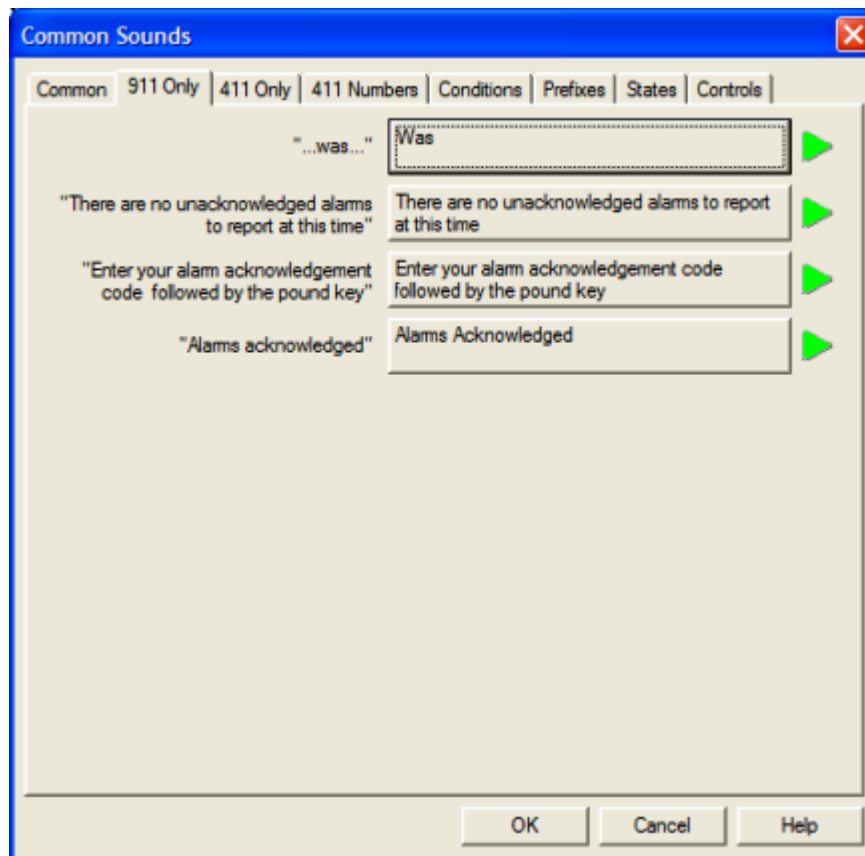 Common Sounds
Common 911 Only 411 Only 411 Numbers Conditions Prefixes States Controls
"...was..." Was
"There are no unacknowledged alarms
to report at this time"
There are no unacknowledged alarms to report
at this time
"Enter your alarm acknowledgement
code  followed by the pound key"
Enter your alarm acknowledgement code
followed by the pound key
"Alarms acknowledged" Alarms Acknowledged
OK Cancel Help